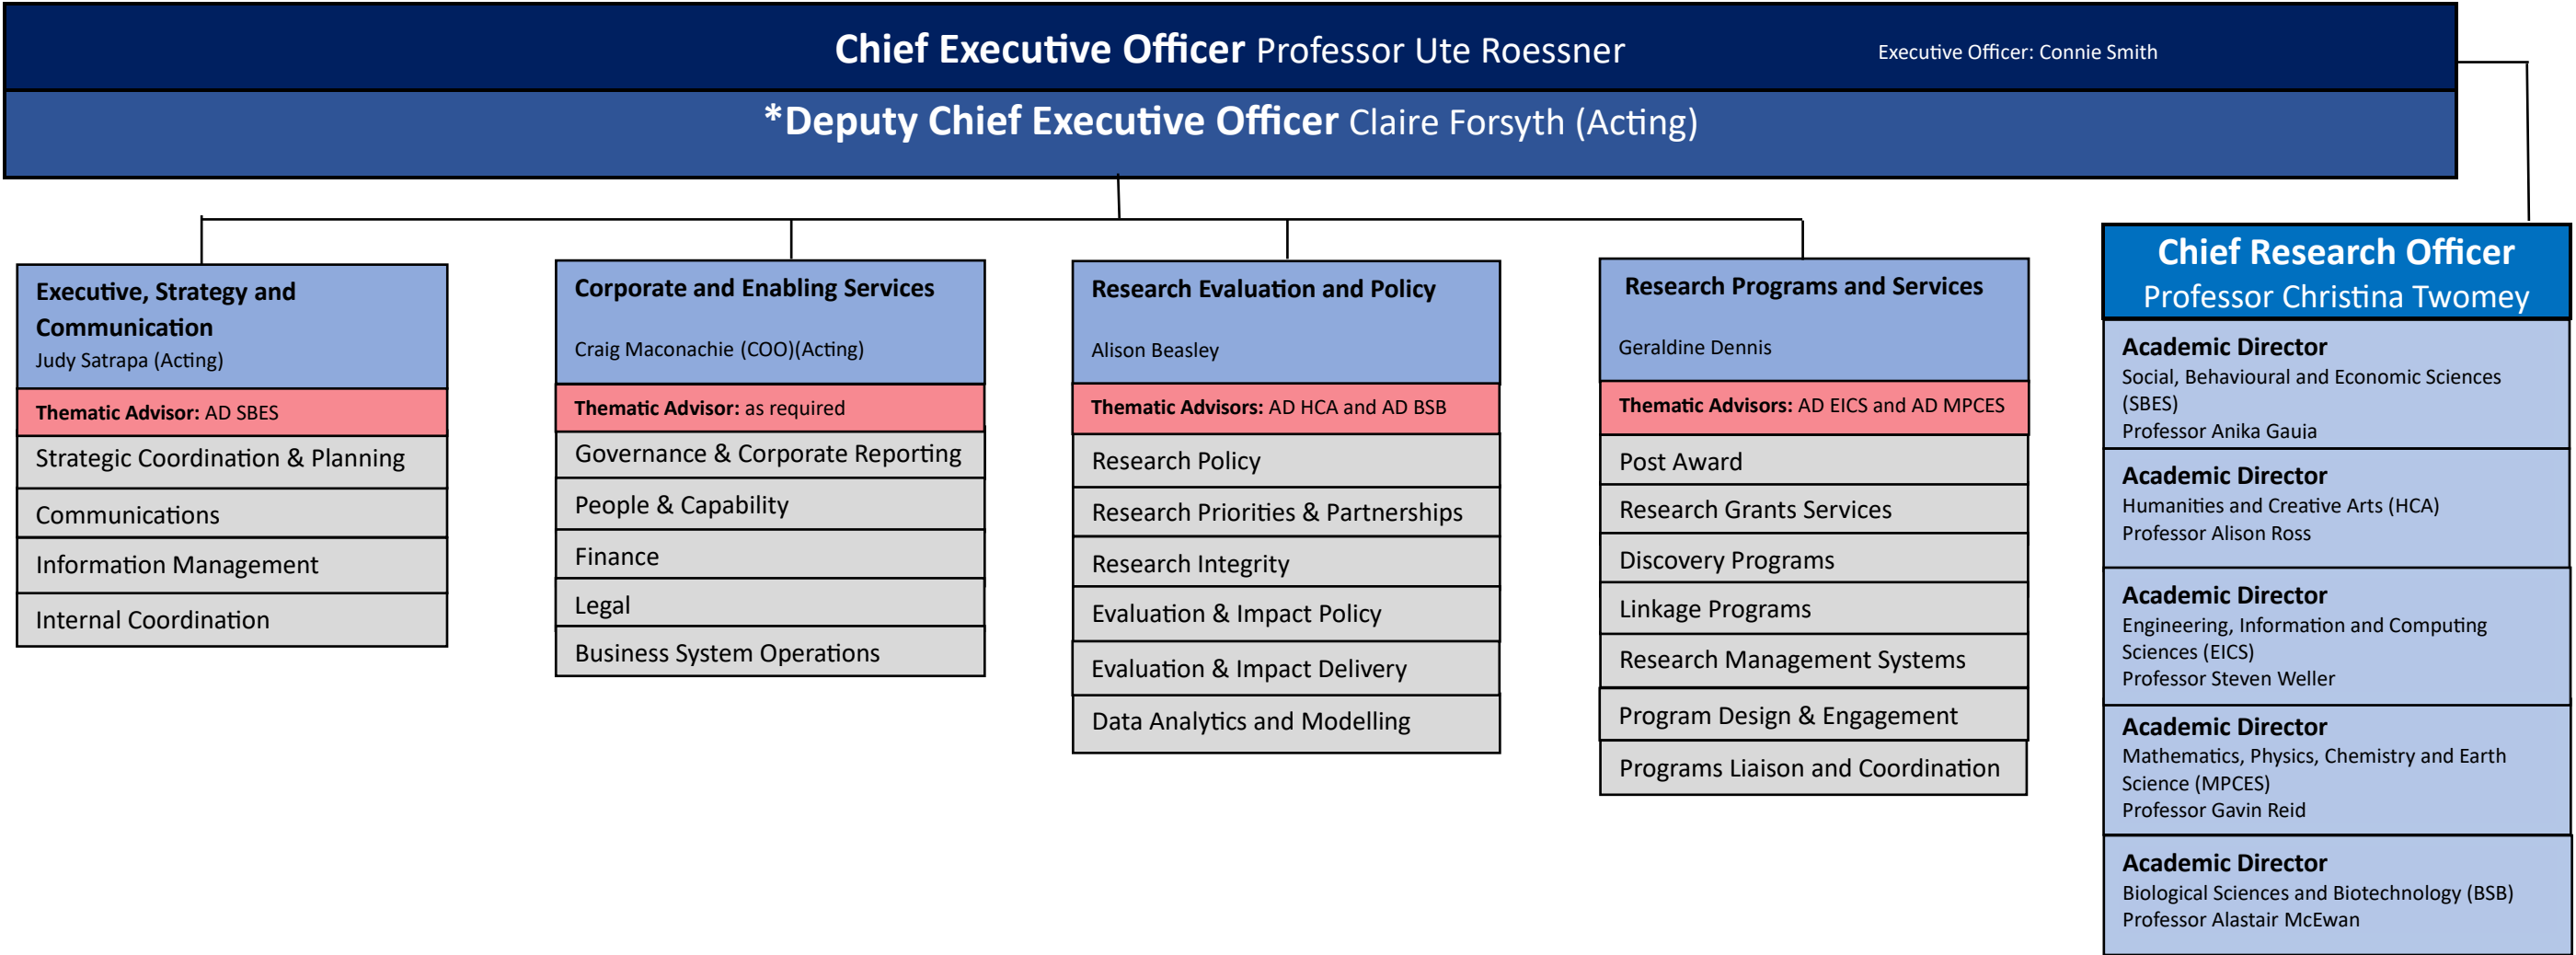 Chief Executive Officer Professor Ute Roessner
Executive Officer: Connie Smith
*Deputy Chief Executive Officer Claire Forsyth (Acting)
Executive, Strategy and
Communication
Judy Satrapa (Acting)
Thematic Advisor: AD SBES
Strategic Coordination & Planning
Communications
Information Management
Internal Coordination
Corporate and Enabling Services
Craig Maconachie (COO)(Acting)
Thematic Advisor: as required
Governance & Corporate Reporting
People & Capability
Finance
Legal
Business System Operations
Research Evaluation and Policy
Alison Beasley
Thematic Advisors: AD HCA and AD BSB
Research Policy
Research Priorities & Partnerships
Research Integrity
Evaluation & Impact Policy
Evaluation & Impact Delivery
Data Analytics and Modelling
Research Programs and Services
Geraldine Dennis
Thematic Advisors: AD EICS and AD MPCES
Post Award
Research Grants Services
Discovery Programs
Linkage Programs
Research Management Systems
Program Design & Engagement
Programs Liaison and Coordination
Chief Research Officer
Professor Christina Twomey
Academic Director
Social, Behavioural and Economic Sciences
(SBES)
Professor Anika Gauja
Academic Director
Humanities and Creative Arts (HCA)
Professor Alison Ross
Academic Director
Engineering, Information and Computing
Sciences (EICS)
Professor Steven Weller
Academic Director
Mathematics, Physics, Chemistry and Earth
Science (MPCES)
Professor Gavin Reid
Academic Director
Biological Sciences and Biotechnology (BSB)
Professor Alastair McEwan